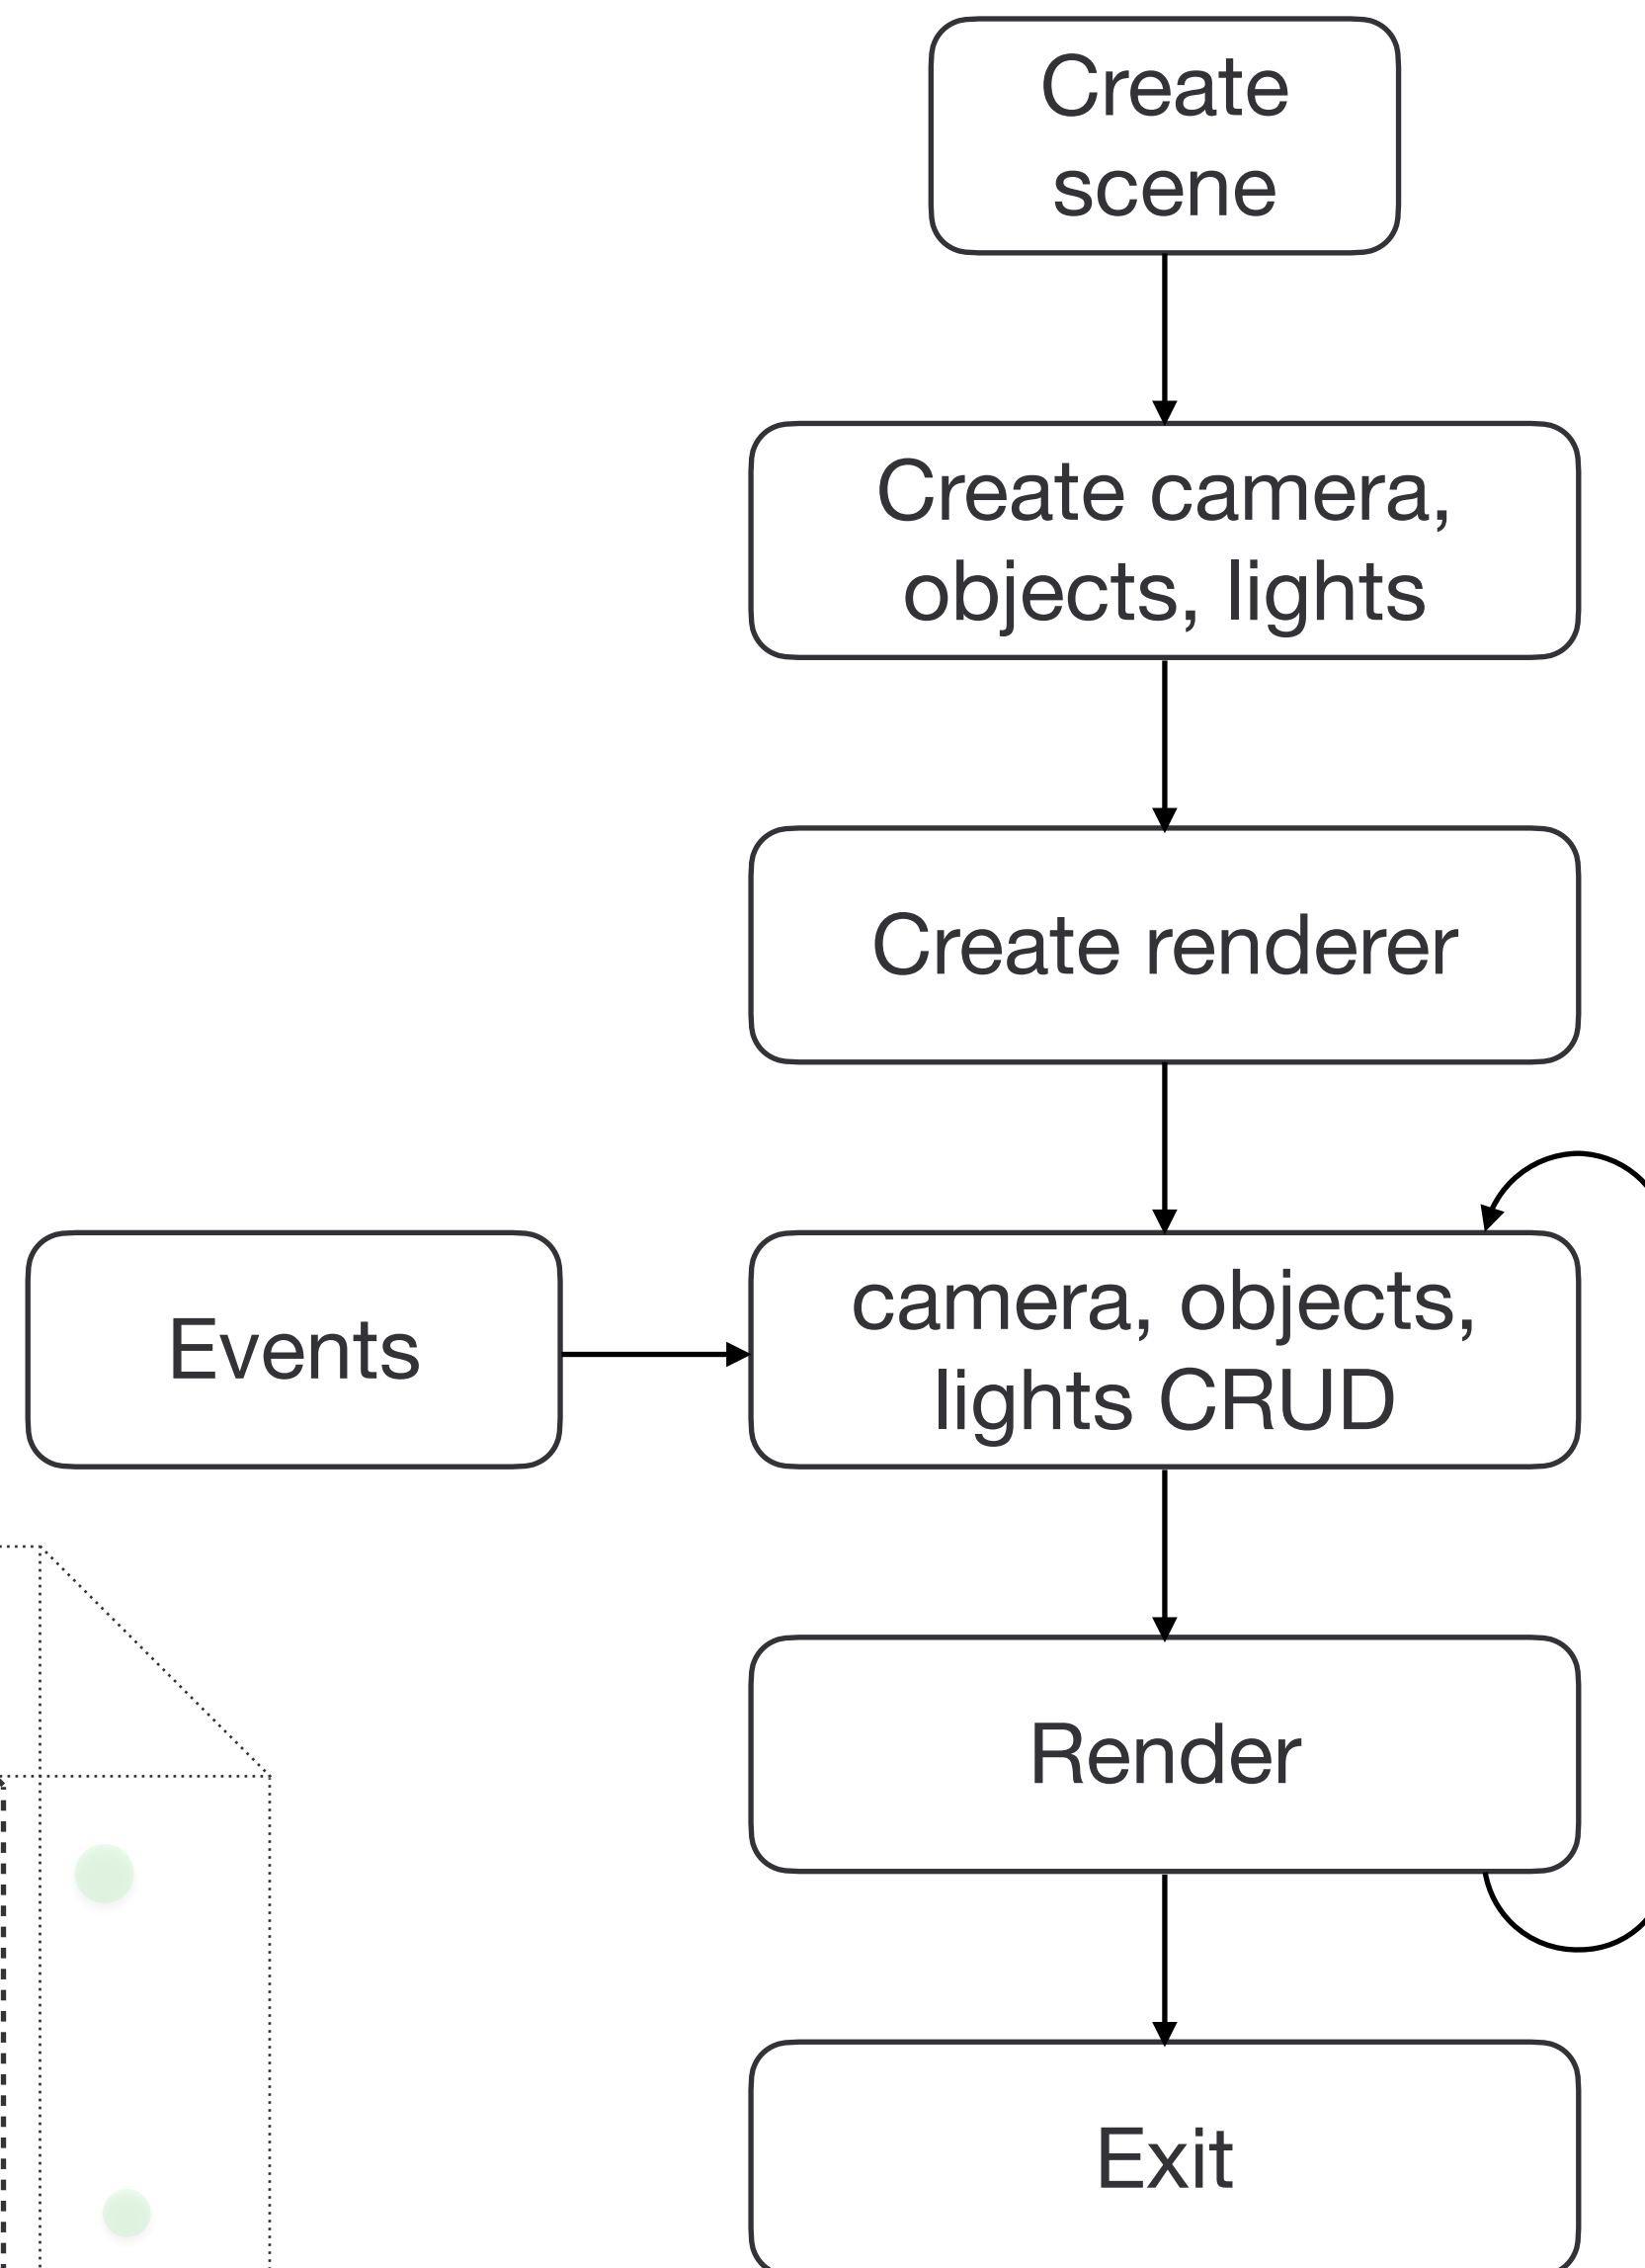 Create
scene
Create camera,
objects, lights
Create renderer
Events
camera, objects,
lights CRUD
Render
Exit